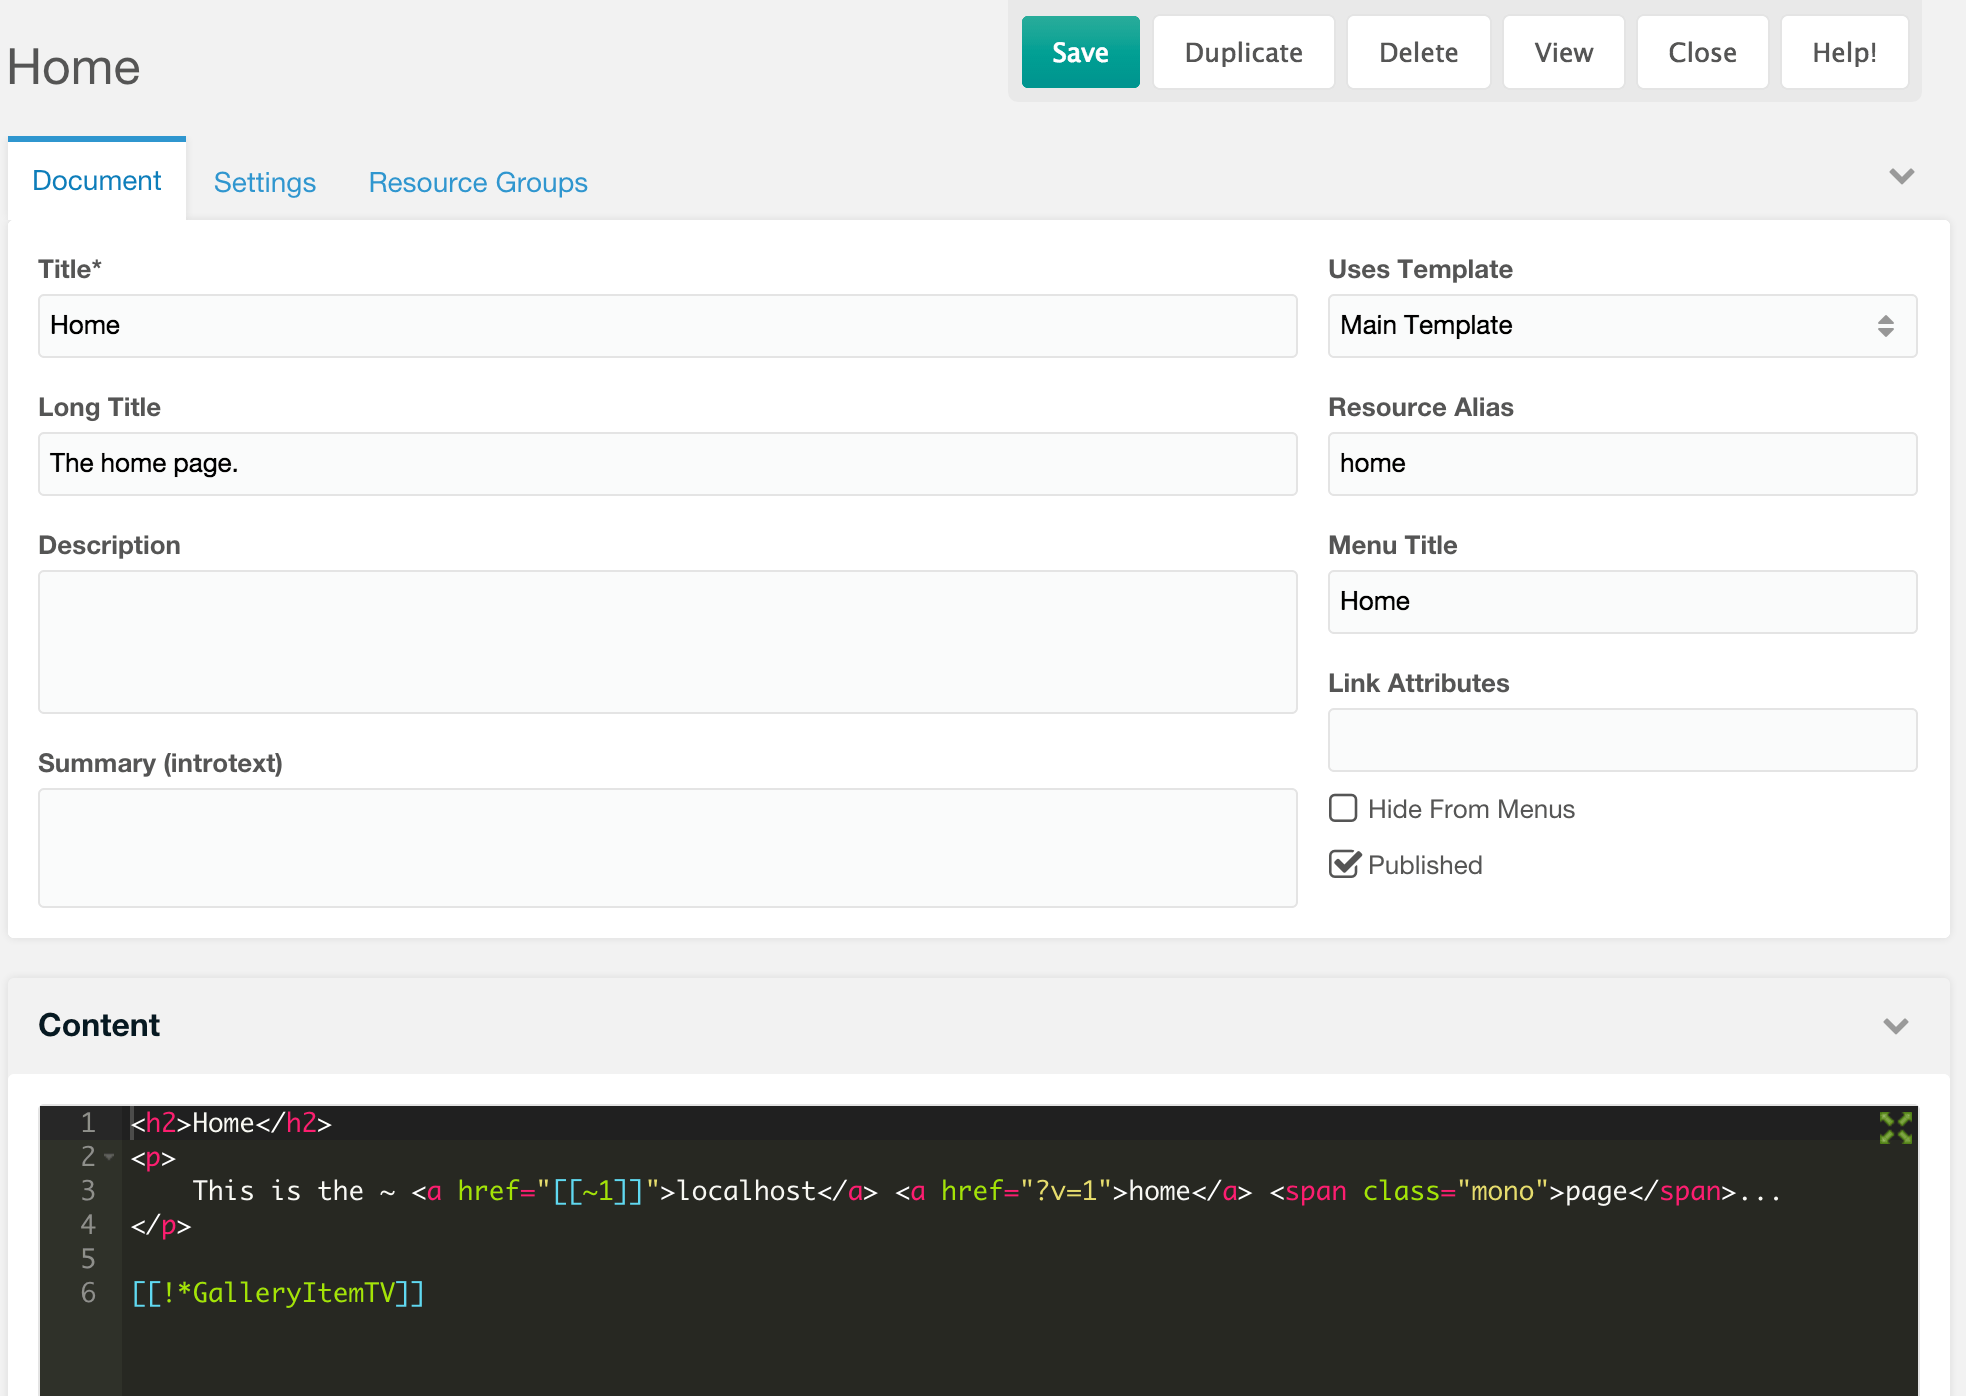 Home
Save Duplicate Delete View Close Help!
Document Settings Resource Groups
Title*
Home
Long Title
The home page.
Description
Summary (introtext)
Uses Template
Main Template
Resource Alias
home
Menu Title
Home
Link Attributes
Hide From Menus
Published
Content
1 <h2>Home</h2>
2 <p>
3 This is the ~ <a href="[[~1]]">localhost</a> <a href="?v=1">home</a> <span class="mono">page</span>...
4 </p>
5
6 [[!*GalleryItemTV]]